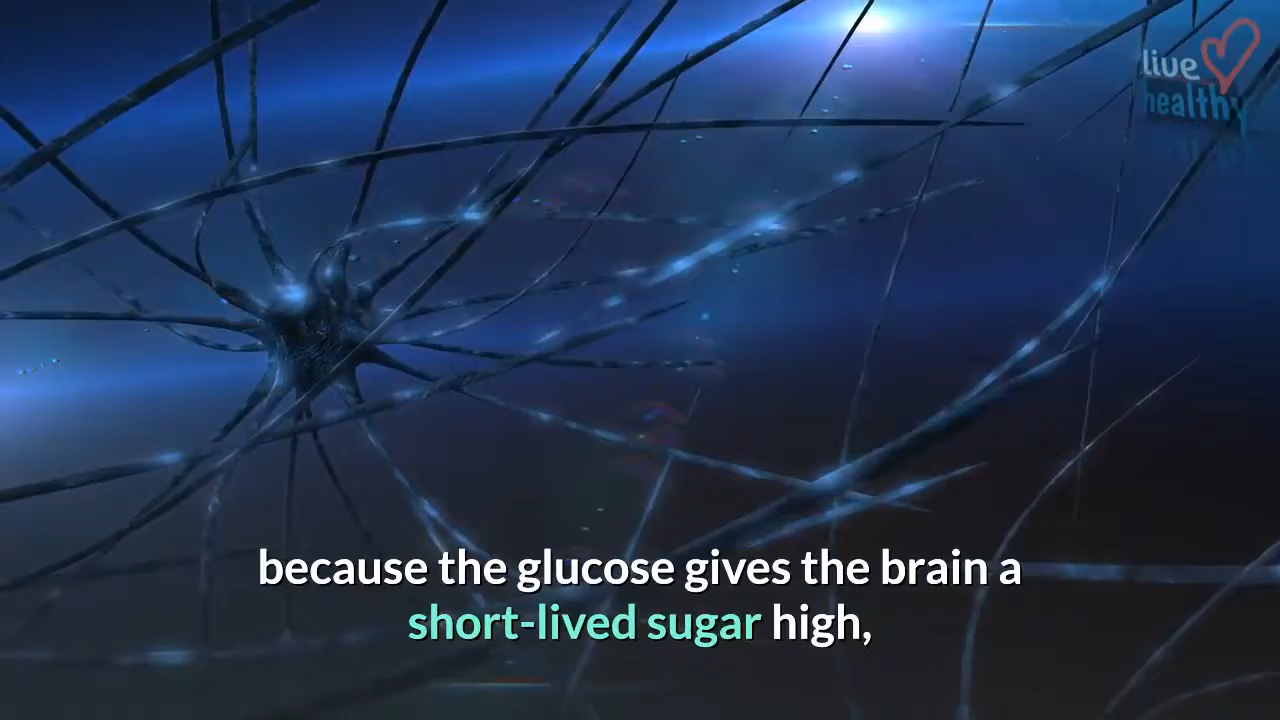 live
healthy
because the glucose gives the brain a
short-lived sugar high,